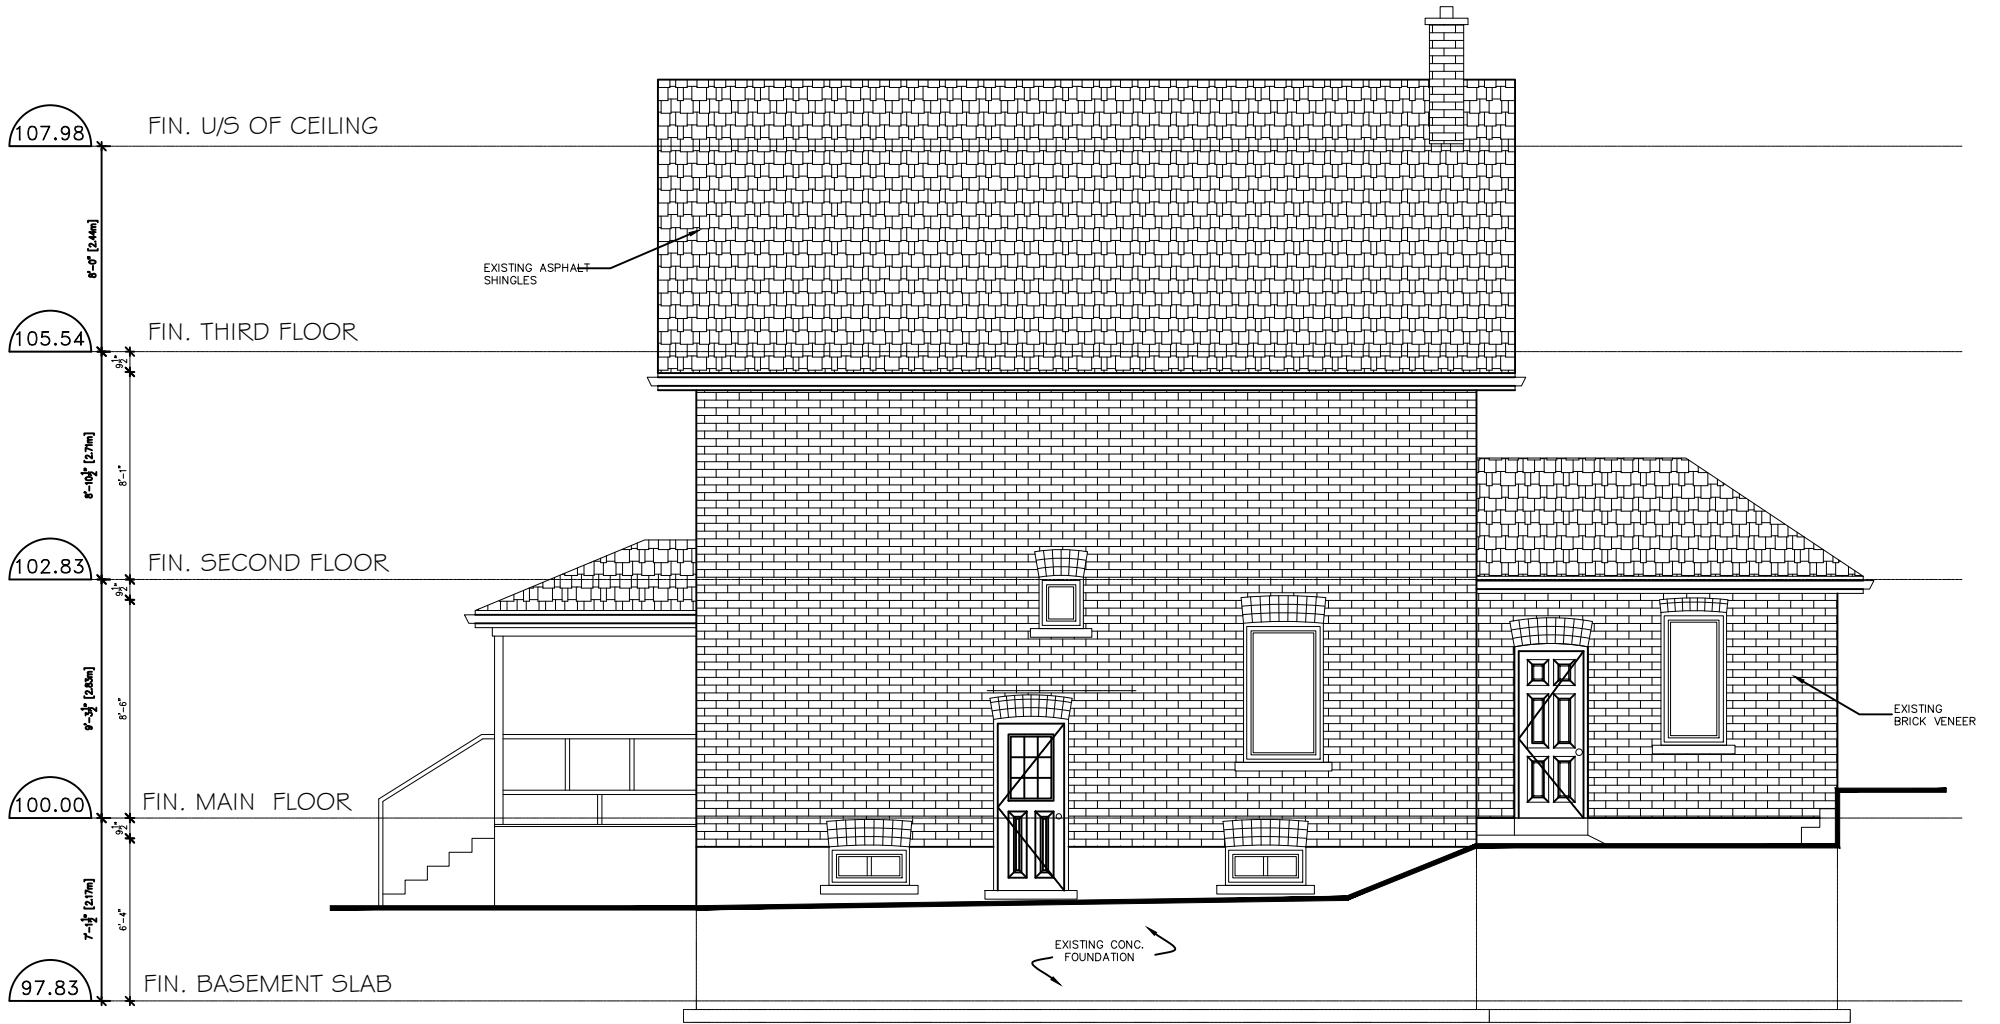 107.98 FIN. U/S OF CEILING
8'-0" [2.44m]
EXISTING ASPHALT
SHINGLES
105.54 FIN. THIRD FLOOR
9½"
8'-10½" [2.71m]
8'-1"
102.83 FIN. SECOND FLOOR
9½"
9'-3½" [2.83m]
8'-6"
EXISTING
BRICK VENEER
100.00 FIN. MAIN FLOOR
9½"
7'-1½" [2.17m]
6'-4"
EXISTING CONC.
FOUNDATION
97.83 FIN. BASEMENT SLAB